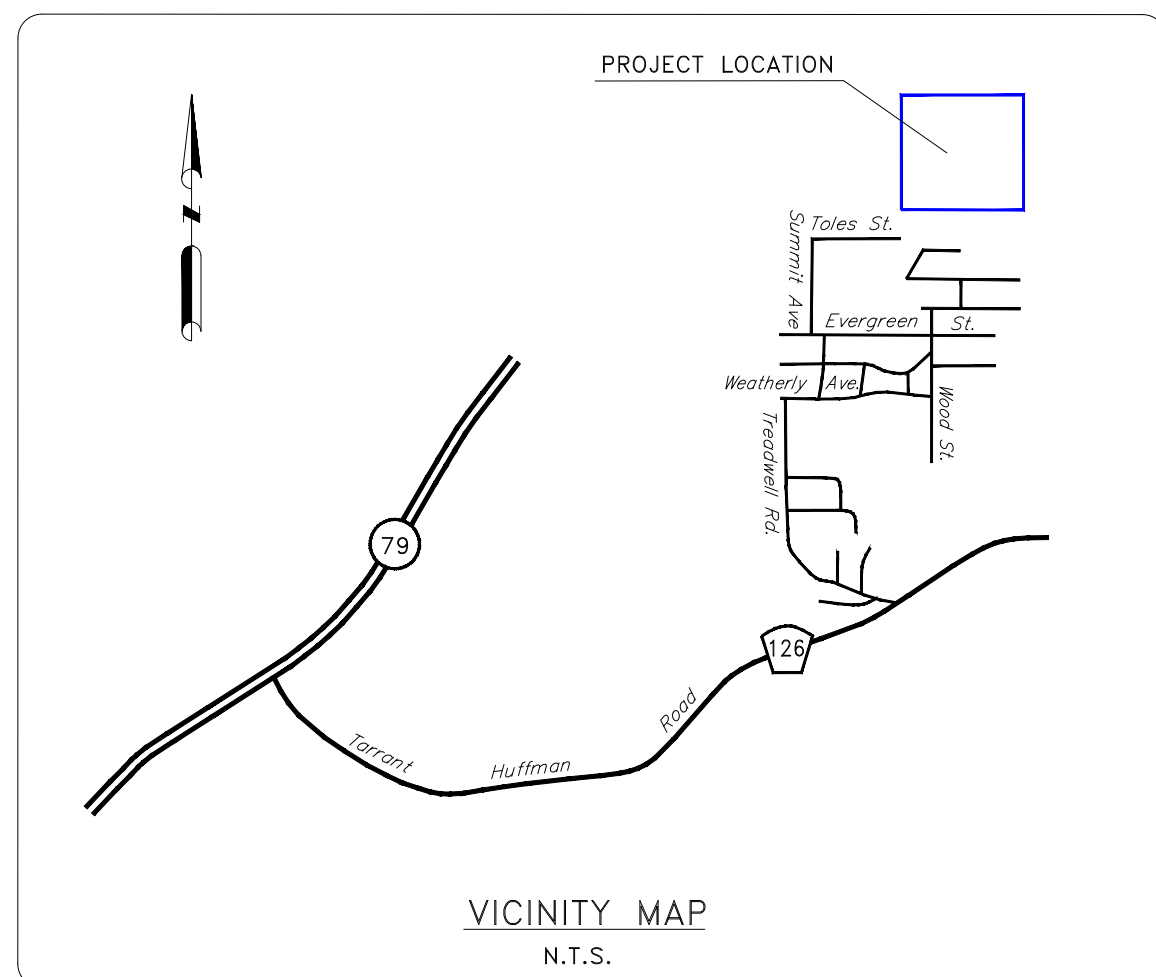 PROJECT LOCATION
N
Toles St.
Summit Ave
Evergreen St.
Weatherly Ave.
Wood St.
Treadwell Rd.
79
126
Tarrant Huffman Road
VICINITY MAP
N.T.S.